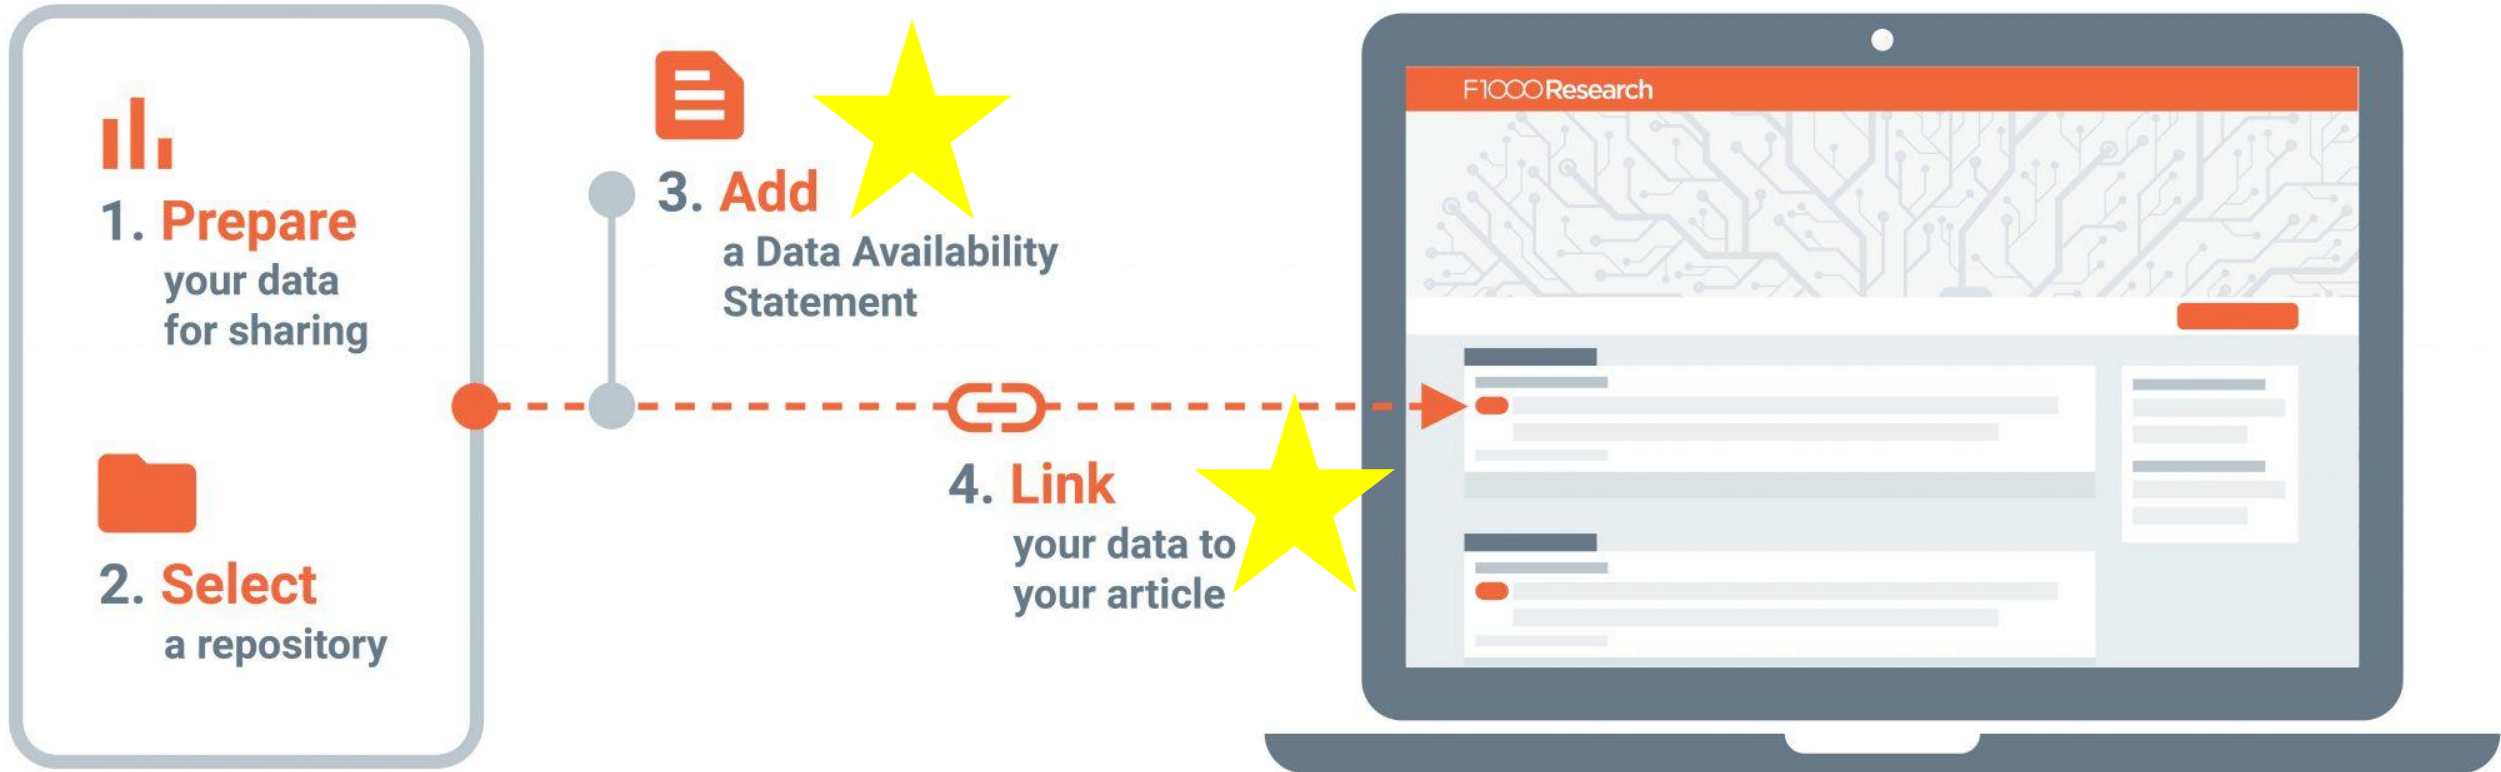 1. Prepare
your data
for sharing
2. Select
a repository
3. Add
a Data Availability
Statement
4. Link
your data to
your article
F1000Research